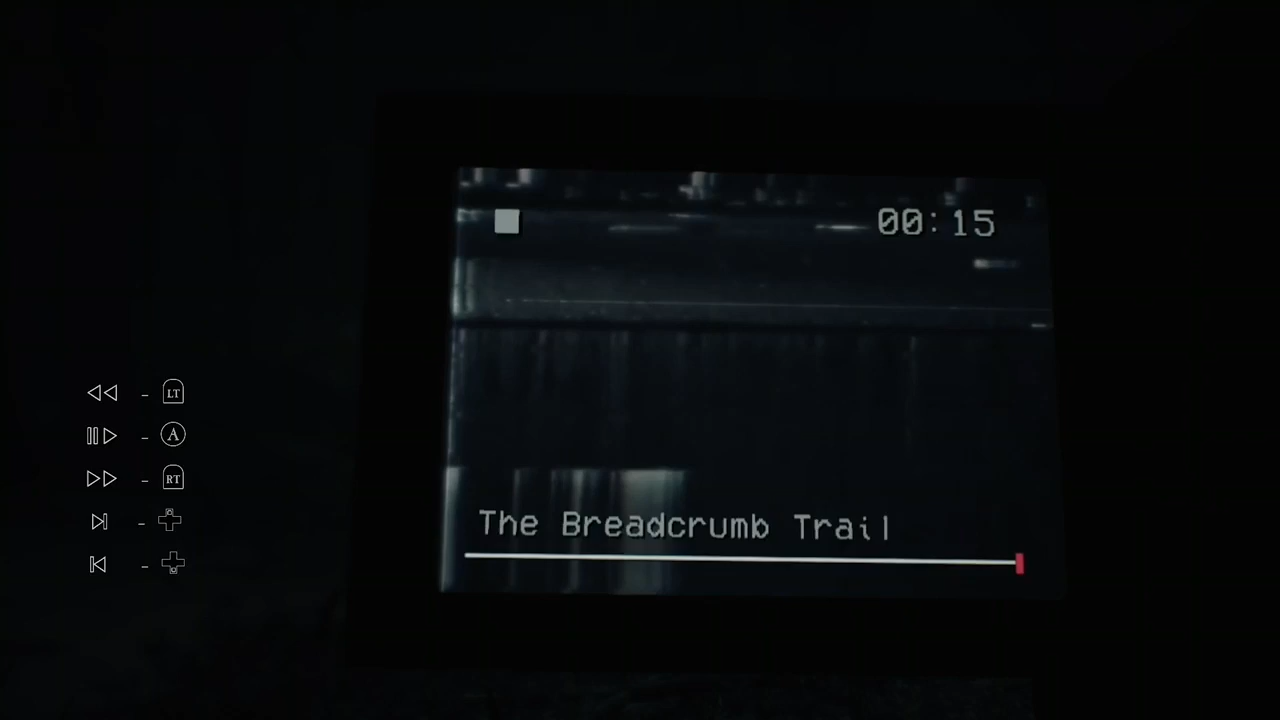 00:15
- LT
- A
- RT
-
-
The Breadcrumb Trail